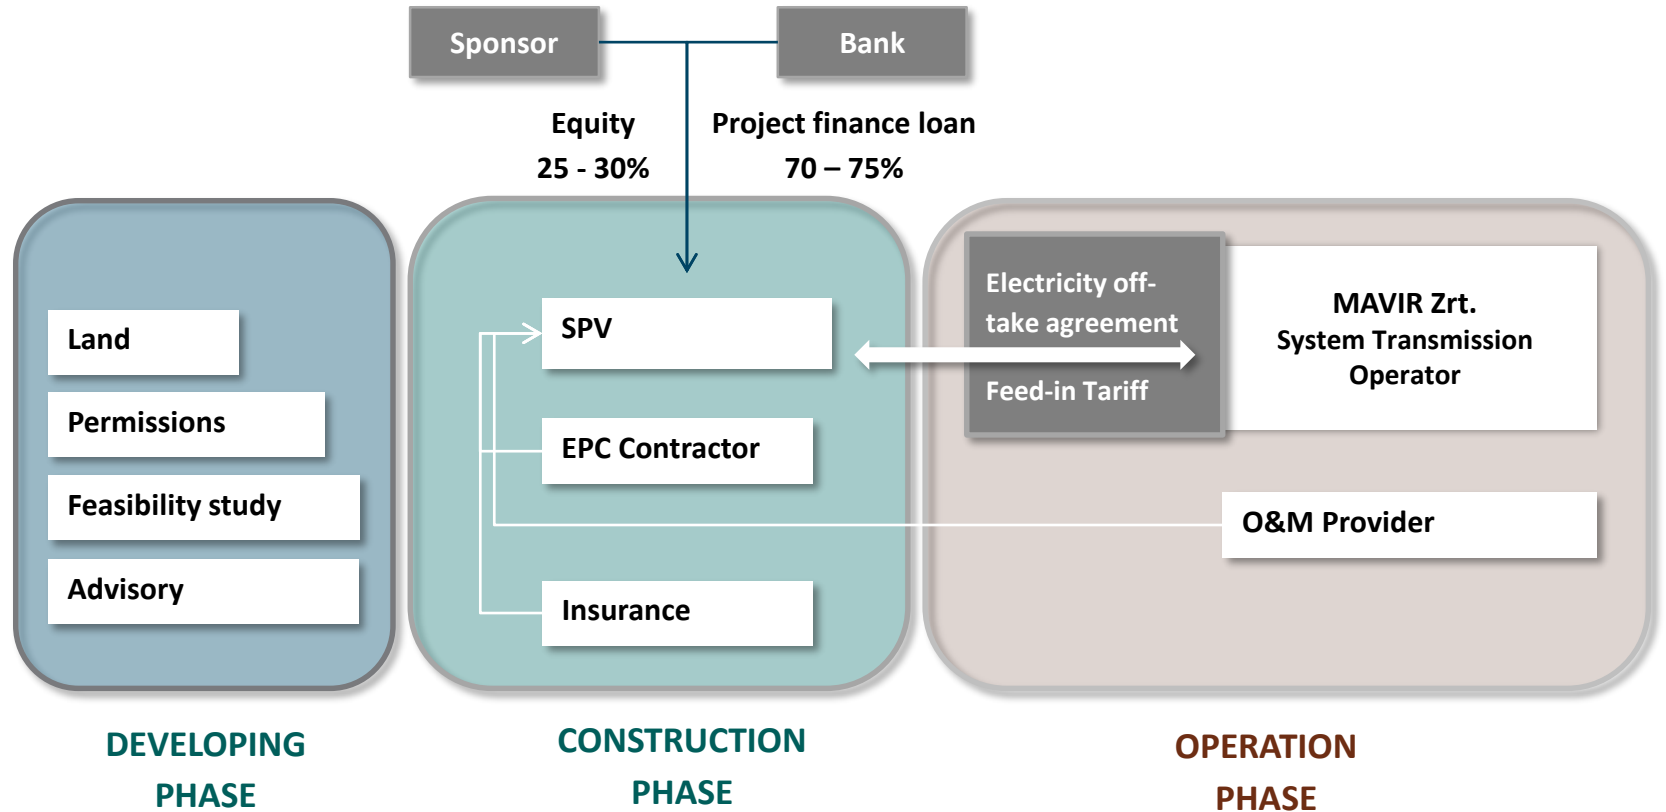 Sponsor
Bank
Equity
25 - 30%
Project finance loan
70 – 75%
Land
Permissions
Feasibility study
Advisory
SPV
EPC Contractor
Insurance
Electricity off-
take agreement
Feed-in Tariff
MAVIR Zrt.
System Transmission
Operator
O&M Provider
DEVELOPING
PHASE
CONSTRUCTION
PHASE
OPERATION
PHASE